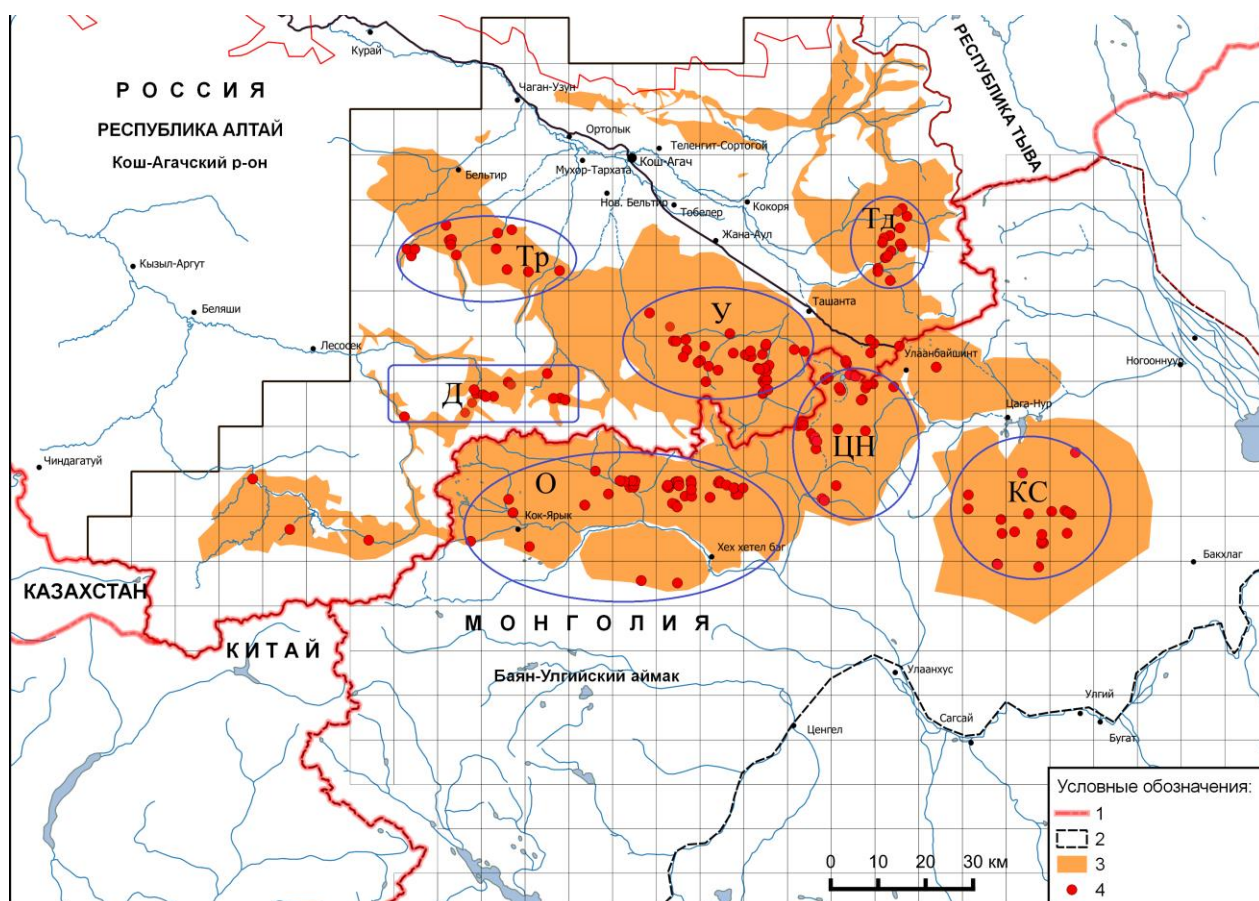 Курай
РОССИЯ
РЕСПУБЛИКА АЛТАЙ
Кош-Агачский р-он
РЕСПУБЛИКА ТЫВА
Чаган-Узун
Ортолык
Теленгит-Сортогой
Кош-Агач
Мухор-Тархата
Бельтир
Нов. Бельтир
Тобелер
Кокоря
Жана-Аул
Тд
Тр
Кызыл-Аргут
Беляши
Лесосек
Ташанта
У
Улаанбайшинт
Ногооннуур
Д
Цага-Нур
ЦН
Чиндагатуй
О
КС
Кок-Ярык
Хех хетел баг
Бакхлаг
КАЗАХСТАН
МОНГОЛИЯ
КИТАЙ
Баян-Улгийский аймак
Улаанхус
Улгий
Сагсай
Ценгел
Бугат
Условные обозначения:
1
2
3
4
0 10 20 30 км